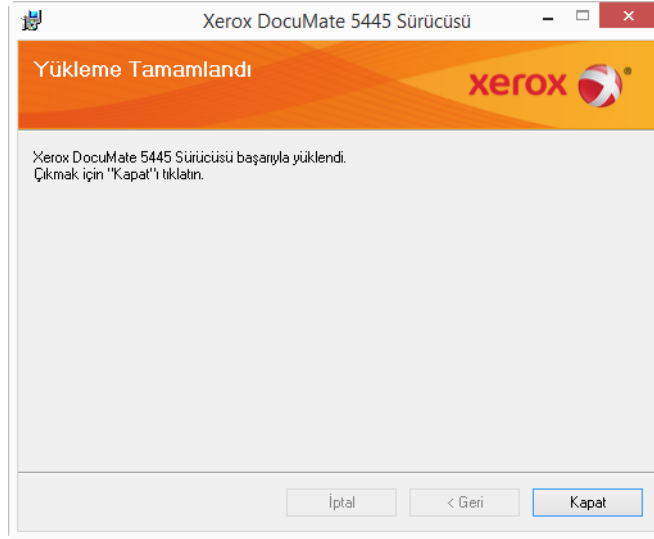 Xerox DocuMate 5445 Sürücüsü
Yükleme Tamamlandı
xerox
Xerox DocuMate 5445 Sürücüsü başarıyla yüklendi.
Çıkmak için "Kapat"ı tıklatın.
İptal
< Geri
Kapat